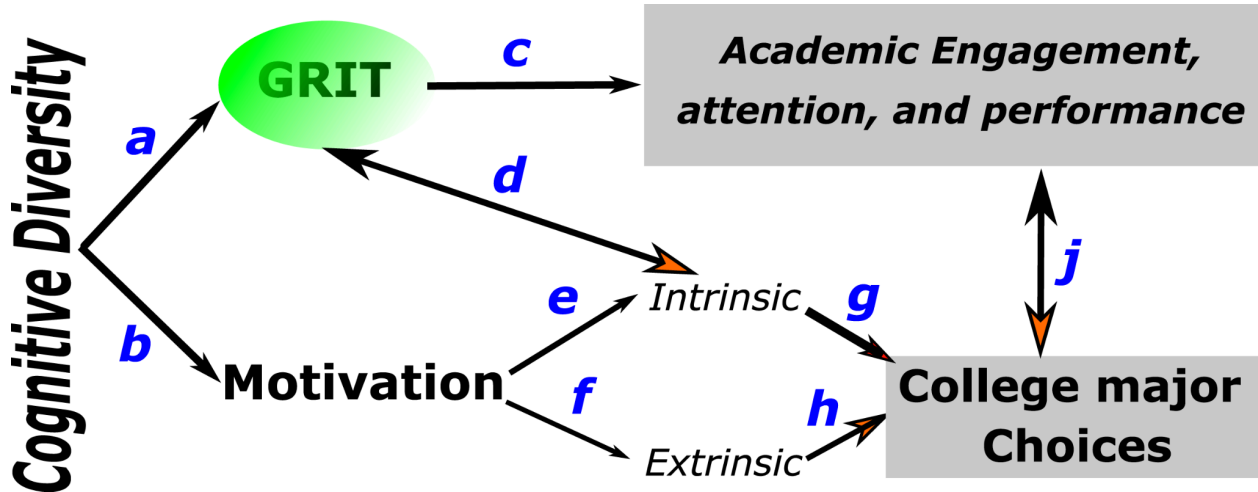 Cognitive Diversity
GRIT
a
b
c
d
Academic Engagement,
attention, and performance
Motivation
e
f
Intrinsic
Extrinsic
g
h
j
College major
Choices